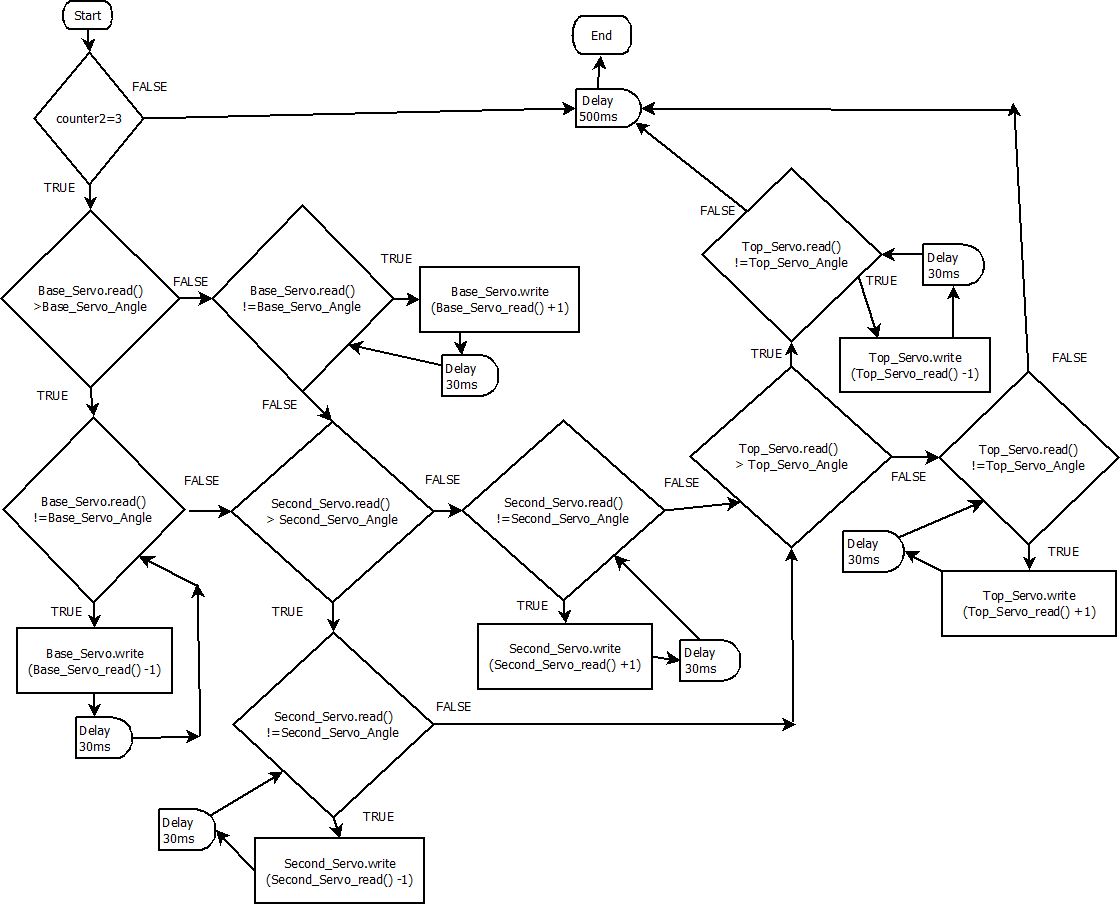 Start
End
FALSE
Delay
500ms
counter2=3
TRUE
FALSE
Top_Servo.read()
!=Top_Servo_Angle
Delay
30ms
TRUE
Base_Servo.read()
>Base_Servo_Angle
FALSE
Base_Servo.read()
!=Base_Servo_Angle
TRUE
Base_Servo.write
(Base_Servo_read() +1)
Delay
30ms
TRUE
Top_Servo.write
(Top_Servo_read() -1)
FALSE
TRUE
FALSE
Top_Servo.read()
> Top_Servo_Angle
FALSE
Top_Servo.read()
!=Top_Servo_Angle
Base_Servo.read()
!=Base_Servo_Angle
FALSE
Second_Servo.read()
> Second_Servo_Angle
FALSE
Second_Servo.read()
!=Second_Servo_Angle
FALSE
Delay
30ms
TRUE
Top_Servo.write
(Top_Servo_read() +1)
TRUE
TRUE
TRUE
Base_Servo.write
(Base_Servo_read() -1)
Second_Servo.write
(Second_Servo_read() +1)
Delay
30ms
Delay
30ms
Second_Servo.read()
!=Second_Servo_Angle
FALSE
TRUE
Delay
30ms
Second_Servo.write
(Second_Servo_read() -1)